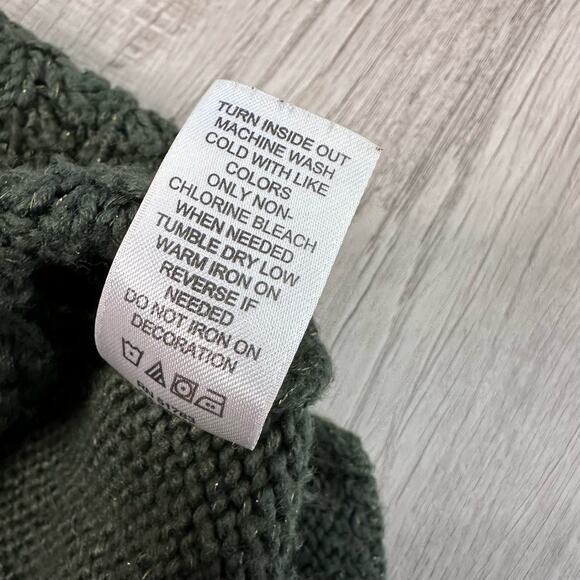 TURN INSIDE OUT
MACHINE WASH
COLD WITH LIKE
COLORS
ONLY NON-
CHLORINE BLEACH
WHEN NEEDED
TUMBLE DRY LOW
WARM IRON ON
REVERSE IF
NEEDED
DO NOT IRON ON
DECORATION